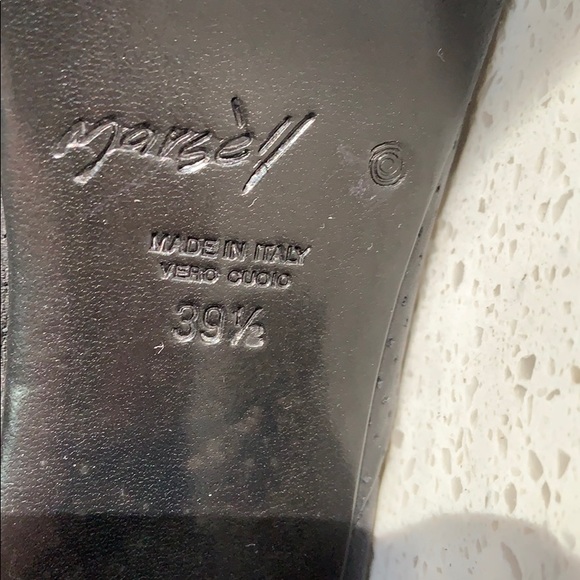 marsèll
MADE IN ITALY
VERO CUOIO
39½